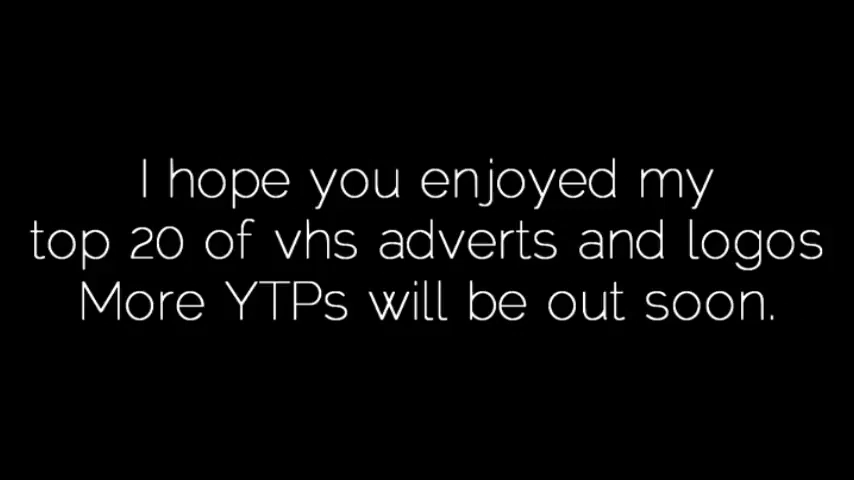 I hope you enjoyed my
top 20 of vhs adverts and logos
More YTPs will be out soon.